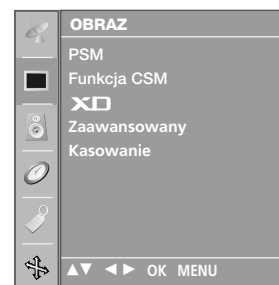 OBRAZ
PSM
Funkcja CSM
XD
Zaawansowany
Kasowanie
▲▼ ◄► OK MENU